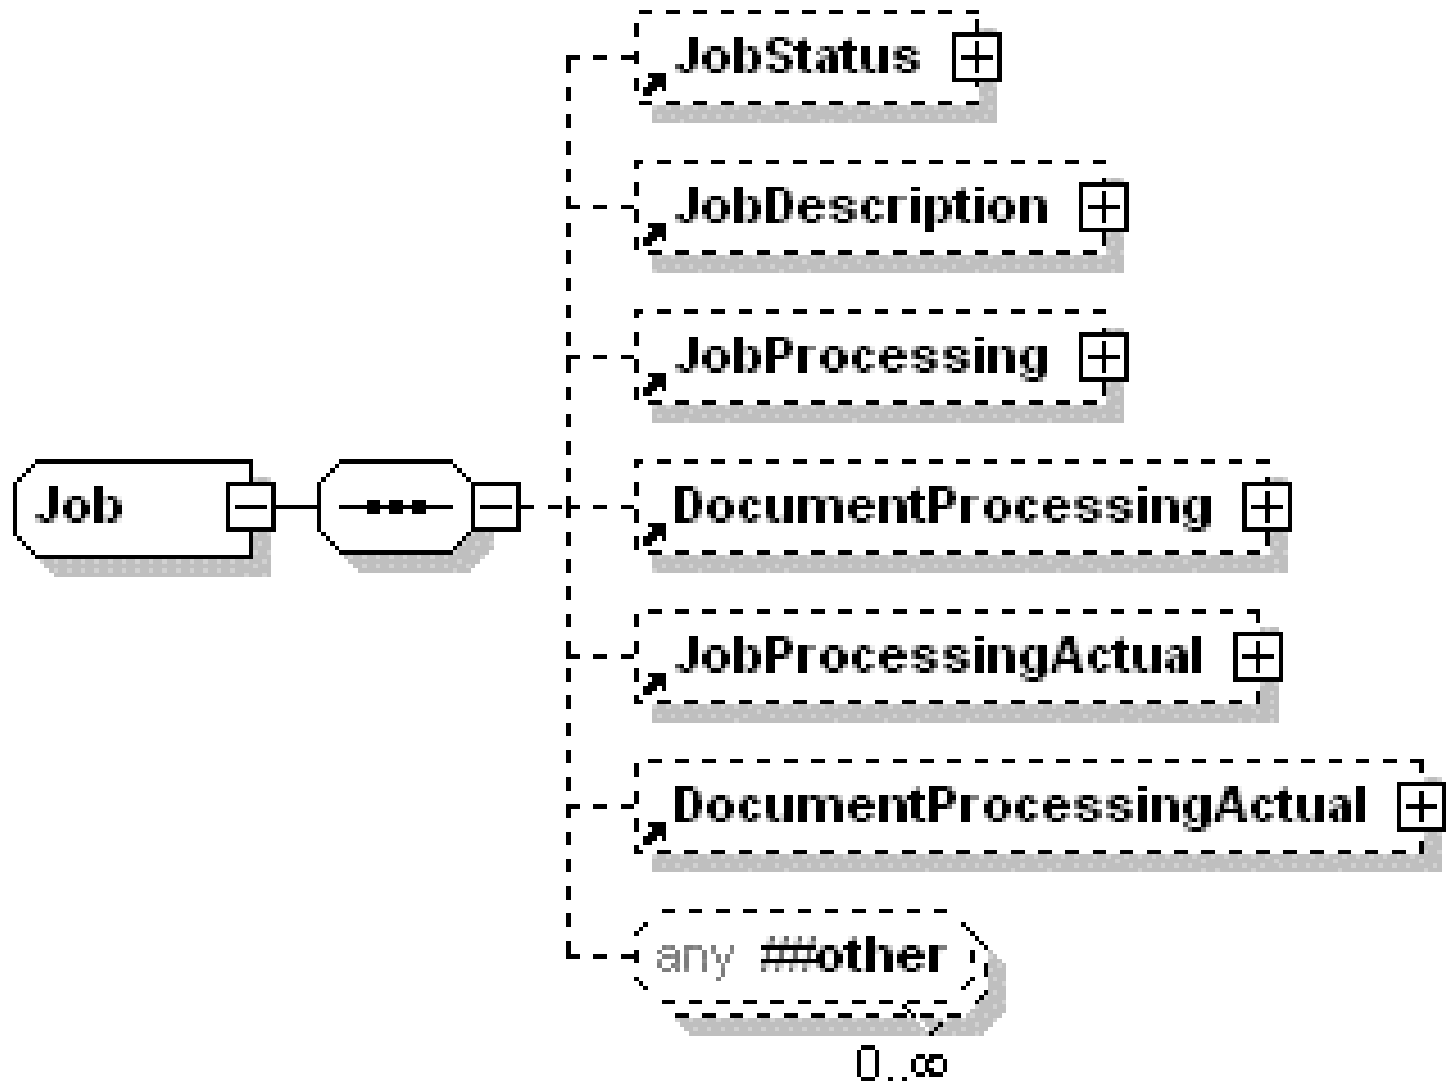 JobStatus
JobDescription
JobProcessing
Job
DocumentProcessing
JobProcessingActual
DocumentProcessingActual
any ##other
0..∞